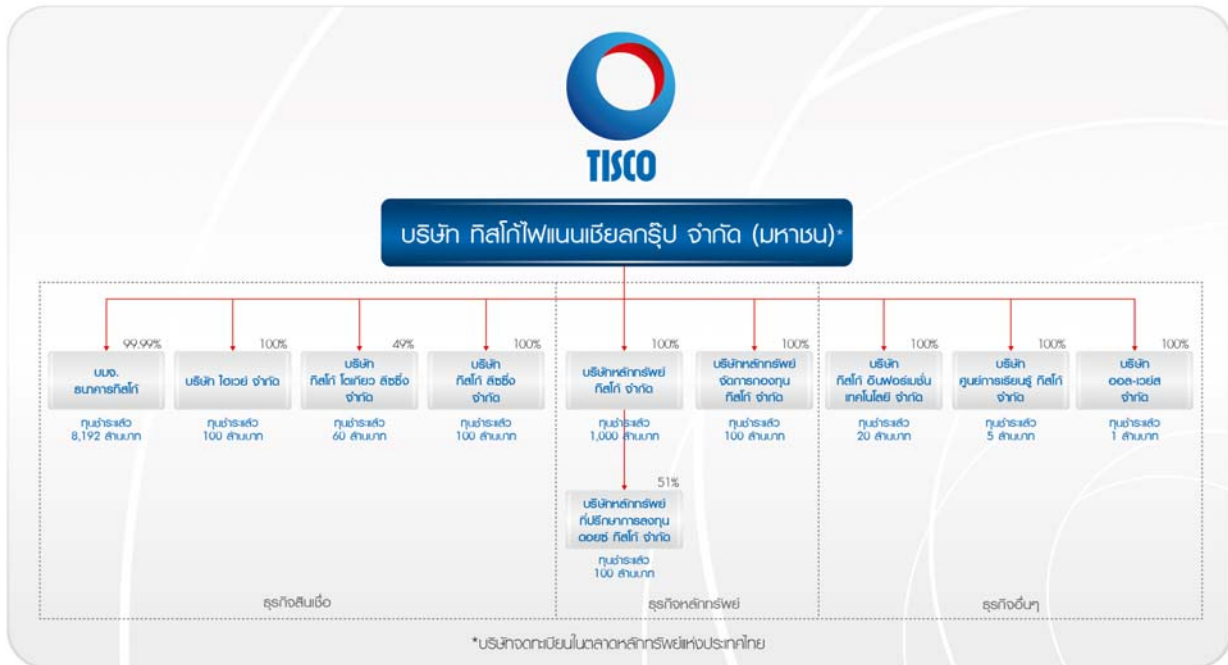 TISCO
บริษัท ทิสโก้ไฟแนนเชียลกรุ๊ป จำกัด (มหาชน)*
99.99%
บมจ.
ธนาคารทิสโก้
ทุนชำระแล้ว
8,192 ล้านบาท
100%
บริษัท ไฮเวย์ จำกัด
ทุนชำระแล้ว
100 ล้านบาท
49%
บริษัท
ทิสโก้ โตเกียว ลีซซิ่ง
จำกัด
ทุนชำระแล้ว
60 ล้านบาท
100%
บริษัท
ทิสโก้ ลีซซิ่ง
จำกัด
ทุนชำระแล้ว
100 ล้านบาท
100%
บริษัทหลักทรัพย์
ทิสโก้ จำกัด
ทุนชำระแล้ว
1,000 ล้านบาท
51%
บริษัทหลักทรัพย์
ที่ปรึกษาการลงทุน
ดอยซ์ ทิสโก้ จำกัด
ทุนชำระแล้ว
100 ล้านบาท
100%
บริษัทหลักทรัพย์
จัดการกองทุน
ทิสโก้ จำกัด
ทุนชำระแล้ว
100 ล้านบาท
100%
บริษัท
ทิสโก้ อินฟอร์เมชั่น
เทคโนโลยี จำกัด
ทุนชำระแล้ว
20 ล้านบาท
100%
บริษัท
ศูนย์การเรียนรู้ ทิสโก้
จำกัด
ทุนชำระแล้ว
5 ล้านบาท
100%
บริษัท
ออล-เวย์ส
จำกัด
ทุนชำระแล้ว
1 ล้านบาท
ธุรกิจสินเชื่อ
ธุรกิจหลักทรัพย์
ธุรกิจอื่นๆ
*บริษัทจดทะเบียนในตลาดหลักทรัพย์แห่งประเทศไทย